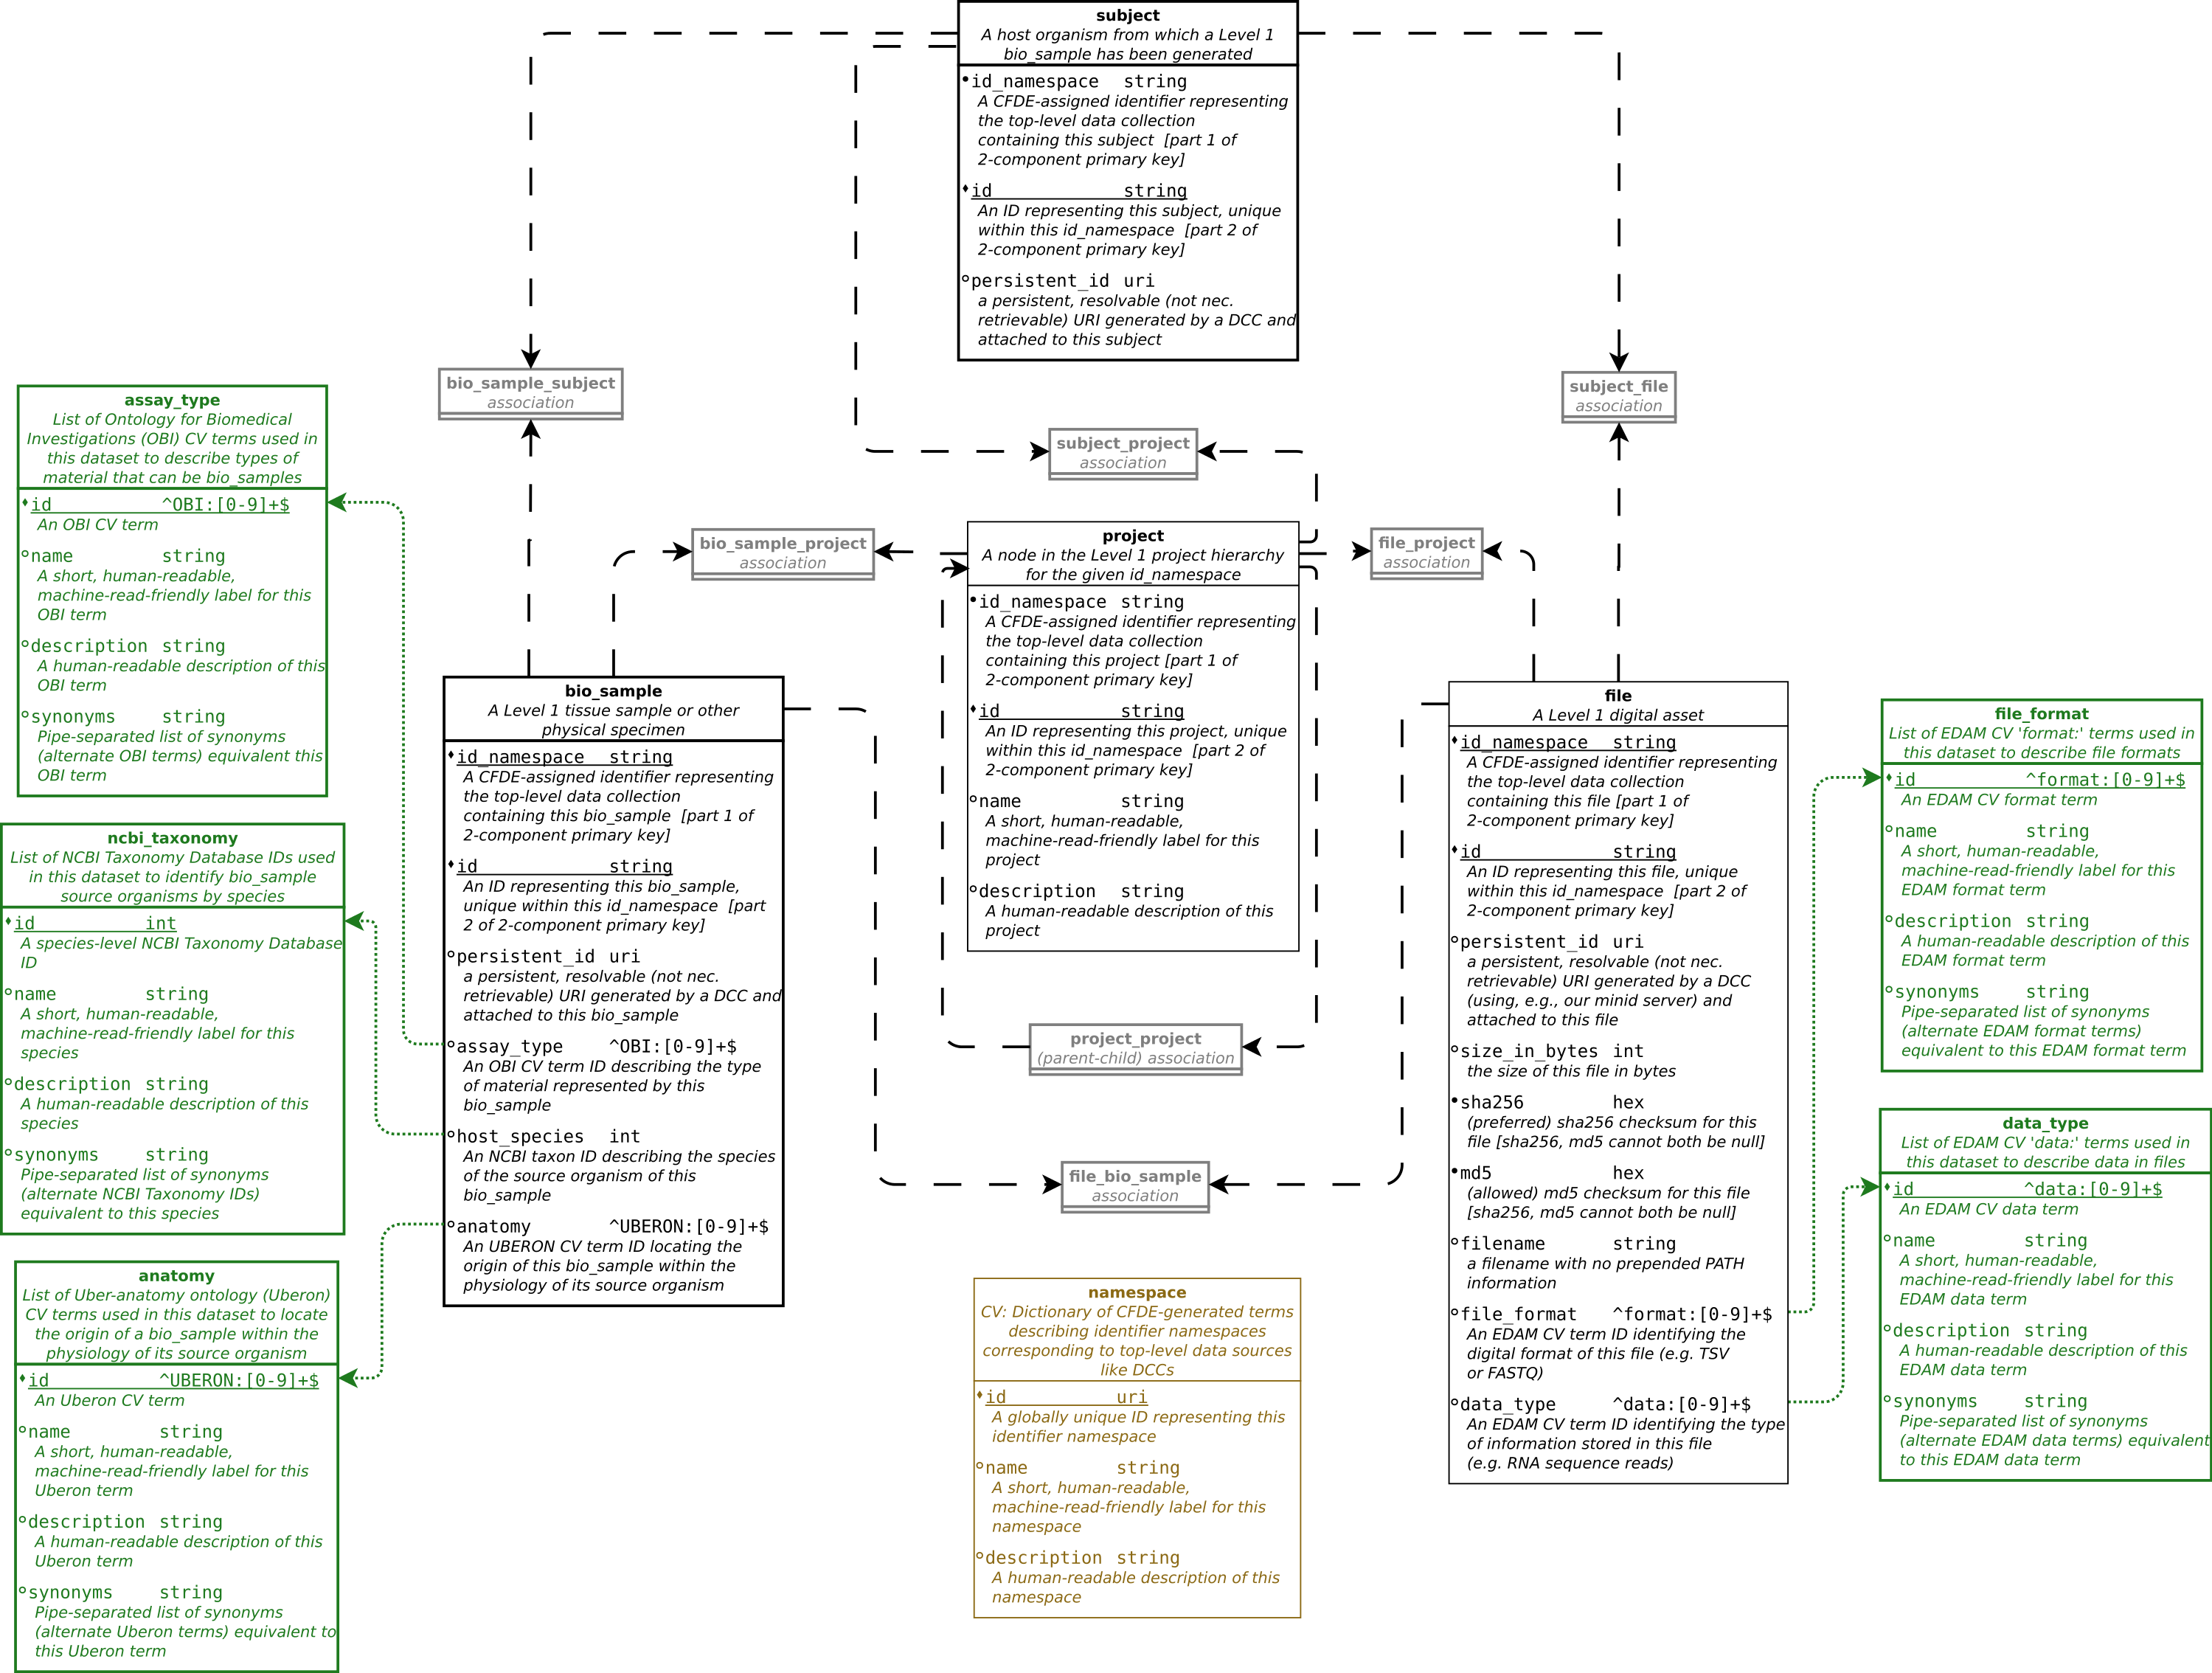 subject
A host organism from which a Level 1
bio_sample has been generated
id_namespace string
A CFDE-assigned identifier representing
the top-level data collection
containing this subject [part 1 of
2-component primary key]
id string
An ID representing this subject, unique
within this id_namespace [part 2 of
2-component primary key]
persistent_id uri
a persistent, resolvable (not nec.
retrievable) URI generated by a DCC and
attached to this subject
bio_sample_subject
association
subject_file
association
subject_project
association
bio_sample_project
association
file_project
association
assay_type
List of Ontology for Biomedical
Investigations (OBI) CV terms used in
this dataset to describe types of
material that can be bio_samples
id ^OBI:[0-9]+$
An OBI CV term
name string
A short, human-readable,
machine-read-friendly label for this
OBI term
description string
A human-readable description of this
OBI term
synonyms string
Pipe-separated list of synonyms
(alternate OBI terms) equivalent this
OBI term
ncbi_taxonomy
List of NCBI Taxonomy Database IDs used
in this dataset to identify bio_sample
source organisms by species
id int
A species-level NCBI Taxonomy Database
ID
name string
A short, human-readable,
machine-read-friendly label for this
species
description string
A human-readable description of this
species
synonyms string
Pipe-separated list of synonyms
(alternate NCBI Taxonomy IDs)
equivalent to this species
anatomy
List of Uber-anatomy ontology (Uberon)
CV terms used in this dataset to locate
the origin of a bio_sample within the
physiology of its source organism
id ^UBERON:[0-9]+$
An Uberon CV term
name string
A short, human-readable,
machine-read-friendly label for this
Uberon term
description string
A human-readable description of this
Uberon term
synonyms string
Pipe-separated list of synonyms
(alternate Uberon terms) equivalent to
this Uberon term
bio_sample
A Level 1 tissue sample or other
physical specimen
id_namespace string
A CFDE-assigned identifier representing
the top-level data collection
containing this bio_sample [part 1 of
2-component primary key]
id string
An ID representing this bio_sample,
unique within this id_namespace [part
2 of 2-component primary key]
persistent_id uri
a persistent, resolvable (not nec.
retrievable) URI generated by a DCC and
attached to this bio_sample
assay_type ^OBI:[0-9]+$
An OBI CV term ID describing the type
of material represented by this
bio_sample
host_species int
An NCBI taxon ID describing the species
of the source organism of this
bio_sample
anatomy ^UBERON:[0-9]+$
An UBERON CV term ID locating the
origin of this bio_sample within the
physiology of its source organism
project
A node in the Level 1 project hierarchy
for the given id_namespace
id_namespace string
A CFDE-assigned identifier representing
the top-level data collection
containing this project [part 1 of
2-component primary key]
id string
An ID representing this project, unique
within this id_namespace [part 2 of
2-component primary key]
name string
A short, human-readable,
machine-read-friendly label for this
project
description string
A human-readable description of this
project
project_project
(parent-child) association
file_bio_sample
association
namespace
CV: Dictionary of CFDE-generated terms
describing identifier namespaces
corresponding to top-level data sources
like DCCs
id uri
A globally unique ID representing this
identifier namespace
name string
A short, human-readable,
machine-read-friendly label for this
namespace
description string
A human-readable description of this
namespace
file
A Level 1 digital asset
id_namespace string
A CFDE-assigned identifier representing
the top-level data collection
containing this file [part 1 of
2-component primary key]
id string
An ID representing this file, unique
within this id_namespace [part 2 of
2-component primary key]
persistent_id uri
a persistent, resolvable (not nec.
retrievable) URI generated by a DCC
(using, e.g., our minid server) and
attached to this file
size_in_bytes int
the size of this file in bytes
sha256 hex
(preferred) sha256 checksum for this
file [sha256, md5 cannot both be null]
md5 hex
(allowed) md5 checksum for this file
[sha256, md5 cannot both be null]
filename string
a filename with no prepended PATH
information
file_format ^format:[0-9]+$
An EDAM CV term ID identifying the
digital format of this file (e.g. TSV
or FASTQ)
data_type ^data:[0-9]+$
An EDAM CV term ID identifying the type
of information stored in this file
(e.g. RNA sequence reads)
file_format
List of EDAM CV 'format:' terms used in
this dataset to describe file formats
id ^format:[0-9]+$
An EDAM CV format term
name string
A short, human-readable,
machine-read-friendly label for this
EDAM format term
description string
A human-readable description of this
EDAM format term
synonyms string
Pipe-separated list of synonyms
(alternate EDAM format terms)
equivalent to this EDAM format term
data_type
List of EDAM CV 'data:' terms used in
this dataset to describe data in files
id ^data:[0-9]+$
An EDAM CV data term
name string
A short, human-readable,
machine-read-friendly label for this
EDAM data term
description string
A human-readable description of this
EDAM data term
synonyms string
Pipe-separated list of synonyms
(alternate EDAM data terms) equivalent
to this EDAM data term